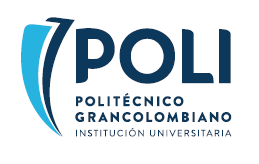 POLI
POLITÉCNICO
GRANCOLOMBIANO
INSTITUCIÓN UNIVERSITARIA